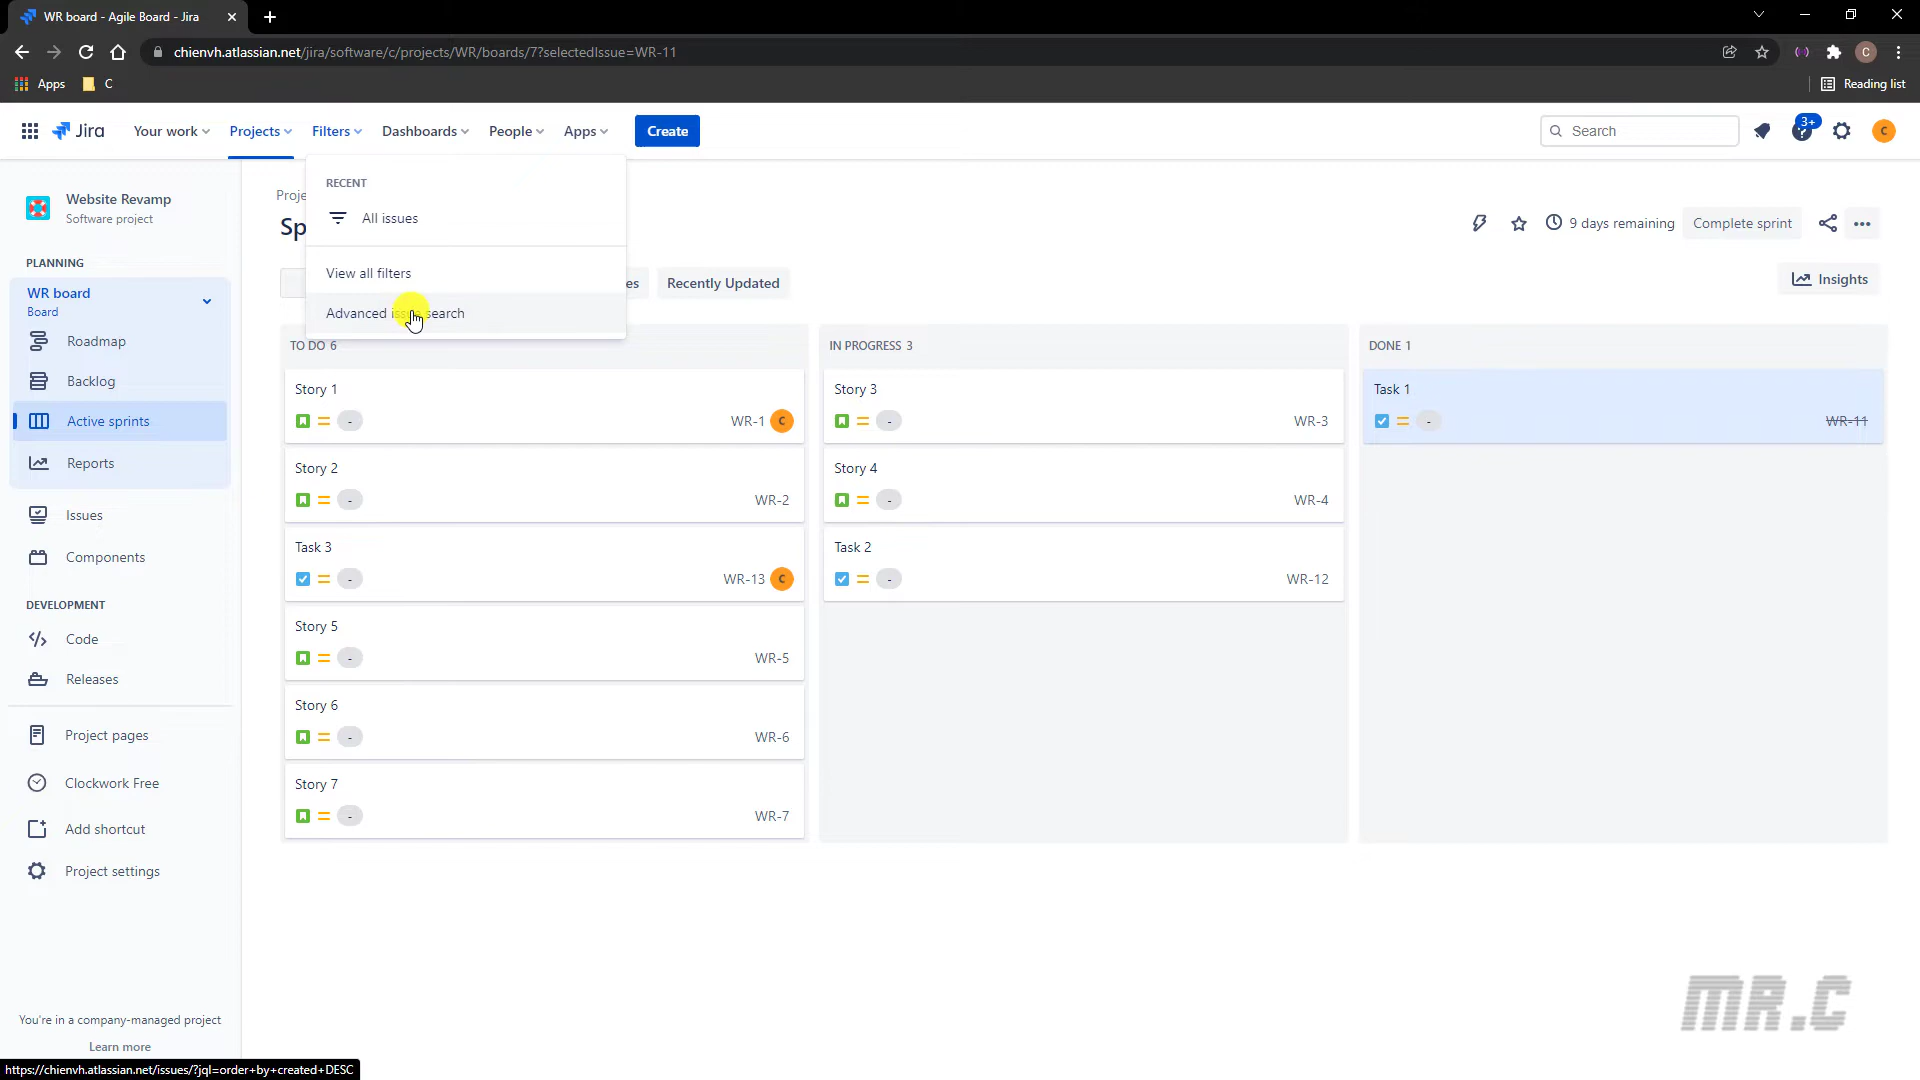 WR board - Agile Board - Jira
chienvh.atlassian.net/jira/software/c/projects/WR/boards/7?selectedIssue=WR-11
Apps
C
Reading list
Jira
Your work
Projects
Filters
Dashboards
People
Apps
Create
Search
3+
C
Website Revamp
Software project
PLANNING
WR board
Board
Roadmap
Backlog
Active sprints
Reports
Issues
Components
DEVELOPMENT
Code
Releases
Project pages
Clockwork Free
Add shortcut
Project settings
You're in a company-managed project
Learn more
https://chienvh.atlassian.net/issues/?jql=order+by+created+DESC
Proje
Sp
RECENT
All issues
View all filters
Advanced issue search
es
Recently Updated
9 days remaining
Complete sprint
Insights
TO DO 6
Story 1
-
WR-1
C
Story 2
-
WR-2
Task 3
-
WR-13
C
Story 5
-
WR-5
Story 6
-
WR-6
Story 7
-
WR-7
IN PROGRESS 3
Story 3
-
WR-3
Story 4
-
WR-4
Task 2
-
WR-12
DONE 1
Task 1
-
WR-11
MR.C